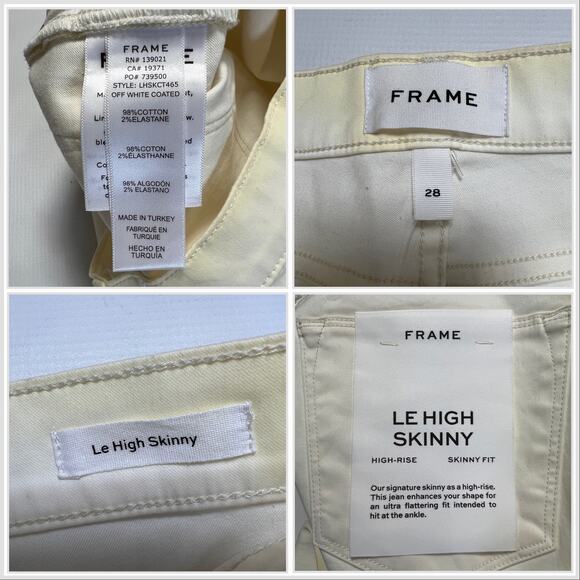 FRAME
RN# 139021
CA# 19371
PO# 739500
STYLE: LHSKCT465
OFF WHITE COATED
98%COTTON
2%ELASTANE
98%COTON
2%ÉLASTHANNE
98% ALGODÓN
2% ELASTANO
MADE IN TURKEY
FABRIQUÉ EN
TURQUIE
HECHO EN
TURQUÍA
FRAME
28
Le High Skinny
FRAME
LE HIGH
SKINNY
HIGH-RISE SKINNY FIT
Our signature skinny as a high-rise.
This jean enhances your shape for
an ultra flattering fit intended to
hit at the ankle.